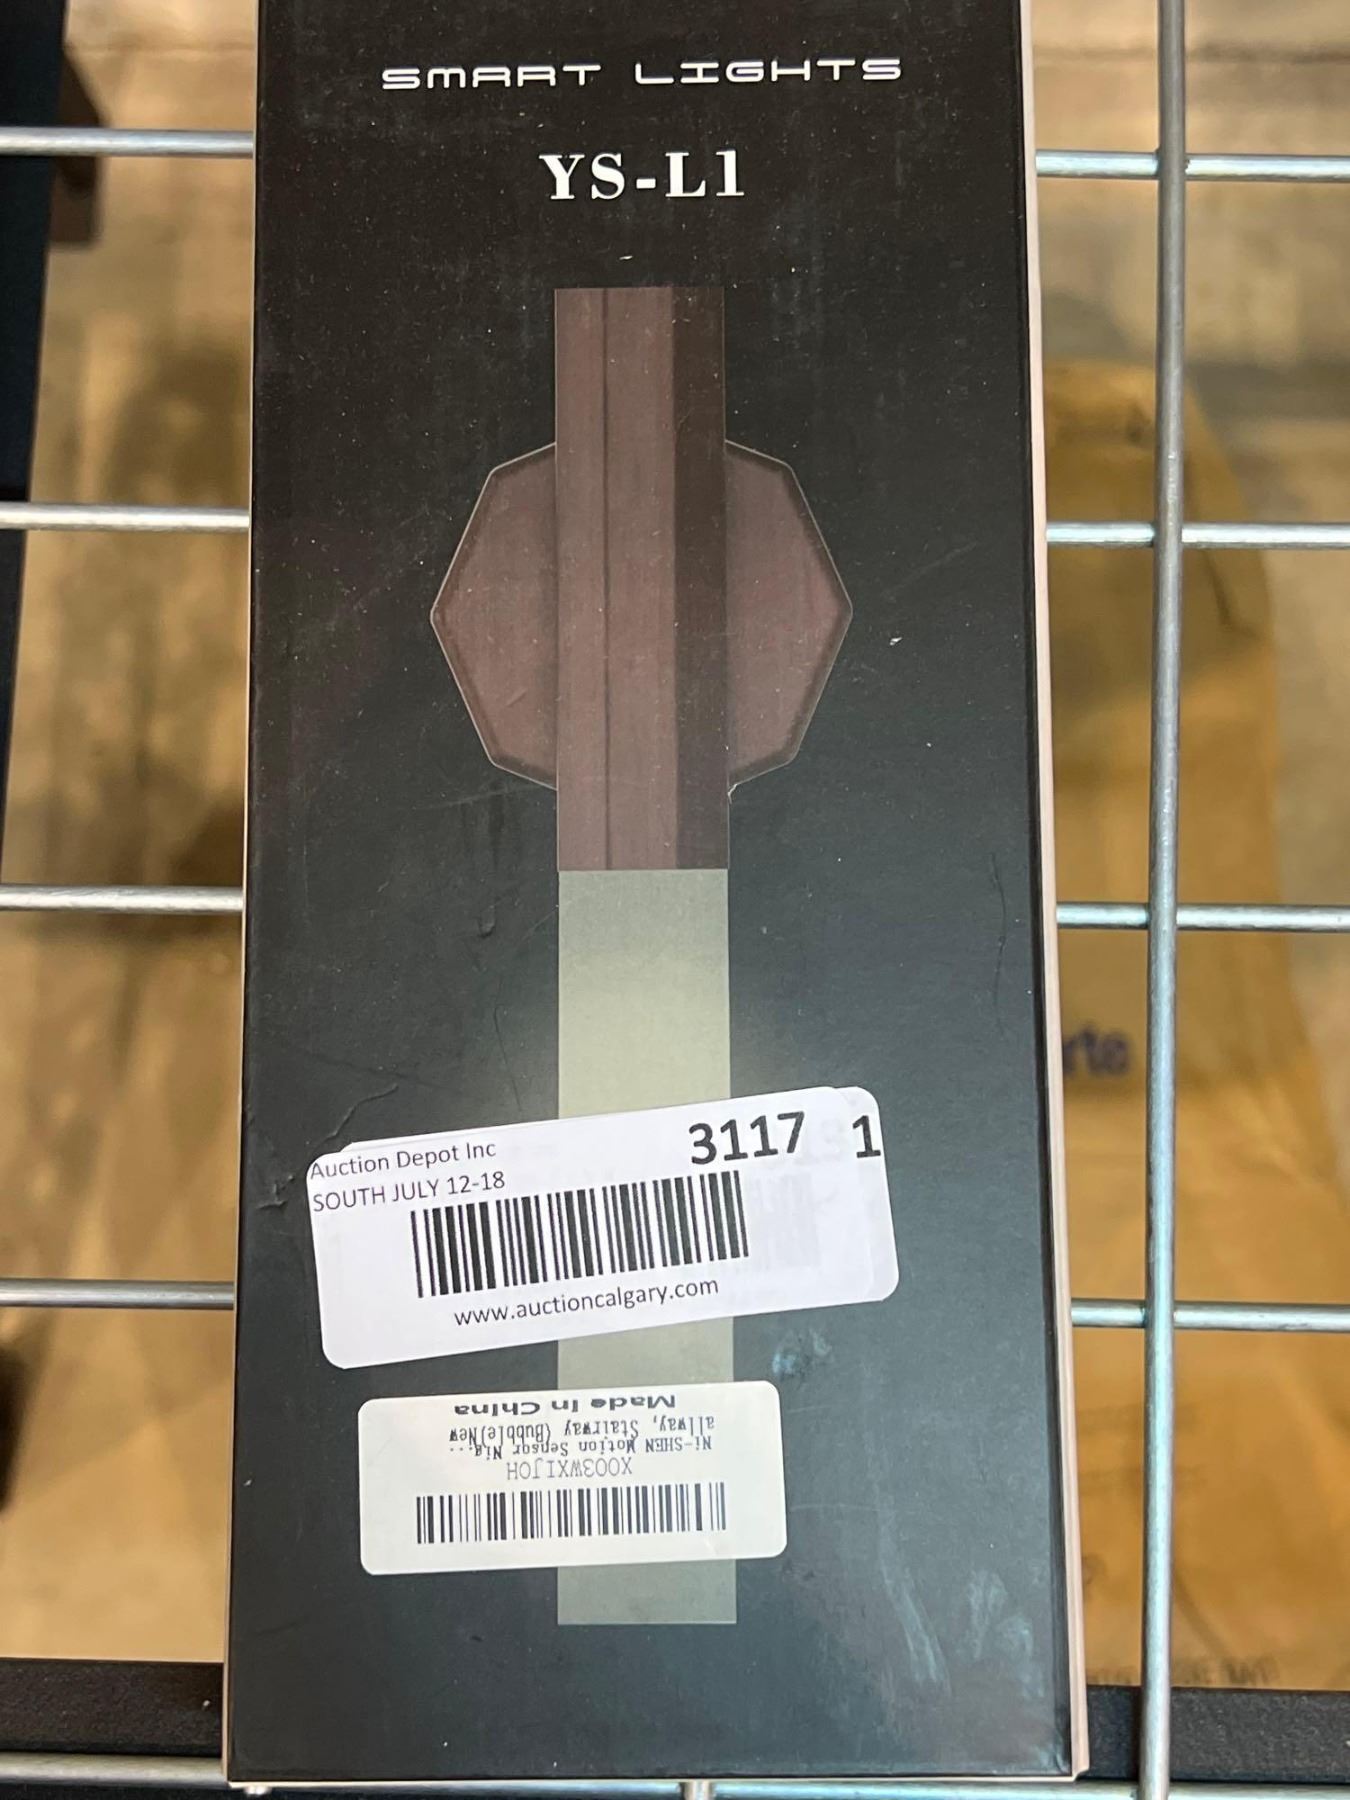 SMART LIGHTS
YS-L1
Auction Depot Inc
3117 1
SOUTH JULY 12-18
www.auctioncalgary.com
X003WXIJOH
Ni-SHEN Motion Sensor Nig...
allway, Stairway (Bubble)New
Made in China
rte